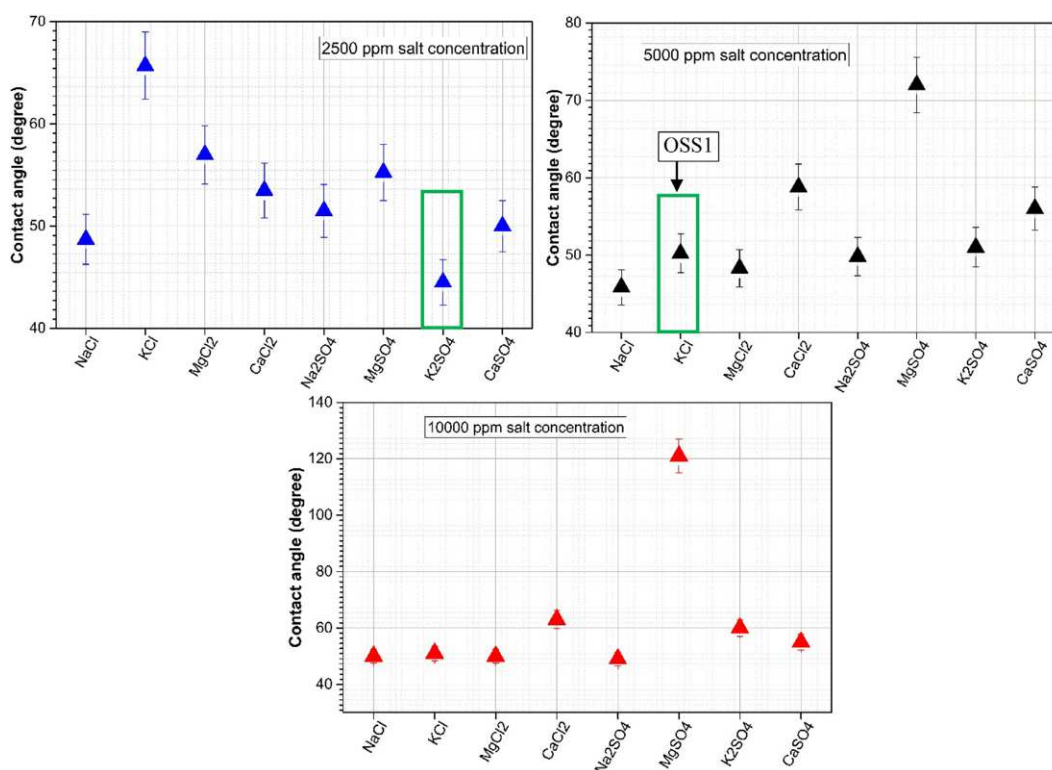 2500 ppm salt concentration
Contact angle (degree)
70
60
50
40
NaCl
KCl
MgCl2
CaCl2
Na2SO4
MgSO4
K2SO4
CaSO4
5000 ppm salt concentration
OSS1
Contact angle (degree)
80
70
60
50
40
NaCl
KCl
MgCl2
CaCl2
Na2SO4
MgSO4
K2SO4
CaSO4
10000 ppm salt concentration
Contact angle (degree)
140
120
100
80
60
40
NaCl
KCl
MgCl2
CaCl2
Na2SO4
MgSO4
K2SO4
CaSO4